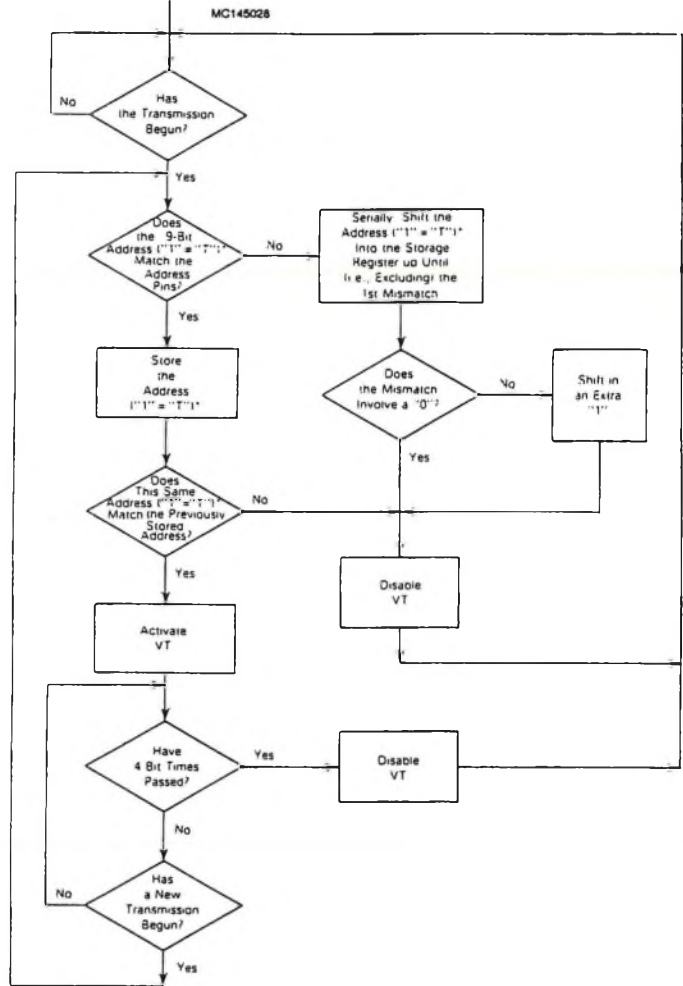 MC145028
Has
the Transmission
Begun?
No
Yes
Does
the 9-Bit
Address ("1" = "T")*
Match the
Address
Pins?
No
Serially Shift the
Address ("1" = "T")*
Into the Storage
Register up Until
(i.e., Excluding) the
1st Mismatch
Yes
Store
the
Address
("1" = "T")*
Does
the Mismatch
Involve a "0"?
No
Shift in
an Extra
"1"
Yes
Does
This Same
Address ("1" = "T")*
Match the Previously
Stored
Address?
No
Yes
Disable
VT
Activate
VT
Have
4 Bit Times
Passed?
Yes
Disable
VT
No
Has
a New
Transmission
Begun?
No
Yes